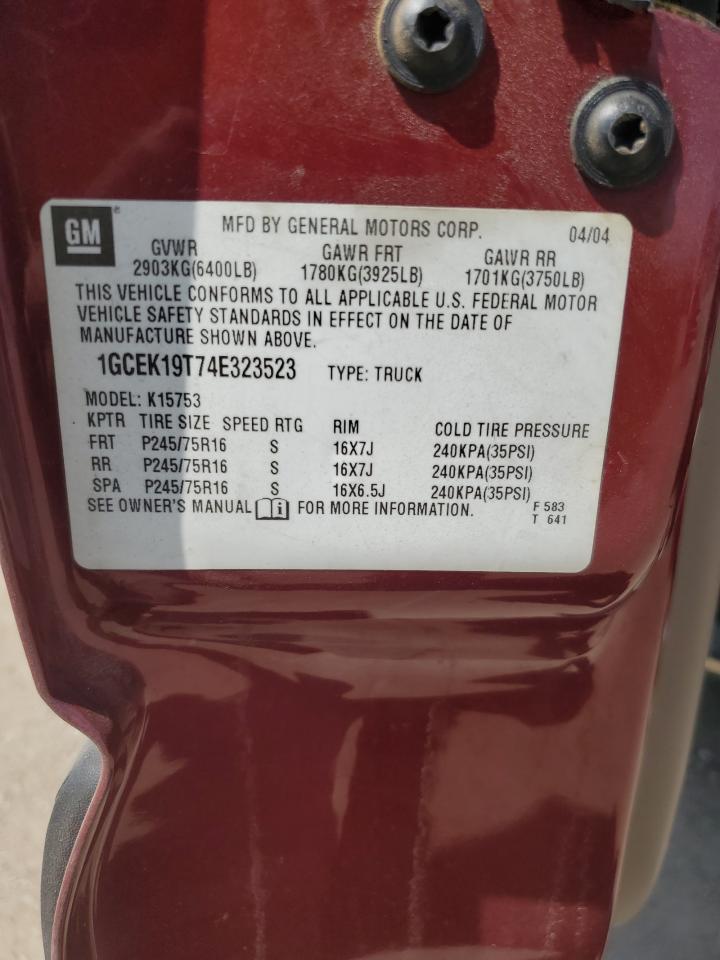 GM
MFD BY GENERAL MOTORS CORP. 04/04
GVWR GAWR FRT GAWR RR
2903KG(6400LB) 1780KG(3925LB) 1701KG(3750LB)
THIS VEHICLE CONFORMS TO ALL APPLICABLE U.S. FEDERAL MOTOR
VEHICLE SAFETY STANDARDS IN EFFECT ON THE DATE OF
MANUFACTURE SHOWN ABOVE.
1GCEK19T74E323523 TYPE: TRUCK
MODEL: K15753
KPTR TIRE SIZE SPEED RTG RIM COLD TIRE PRESSURE
FRT P245/75R16 S 16X7J 240KPA(35PSI)
RR P245/75R16 S 16X7J 240KPA(35PSI)
SPA P245/75R16 S 16X6.5J 240KPA(35PSI)
SEE OWNER'S MANUAL i FOR MORE INFORMATION. F 583
T 641